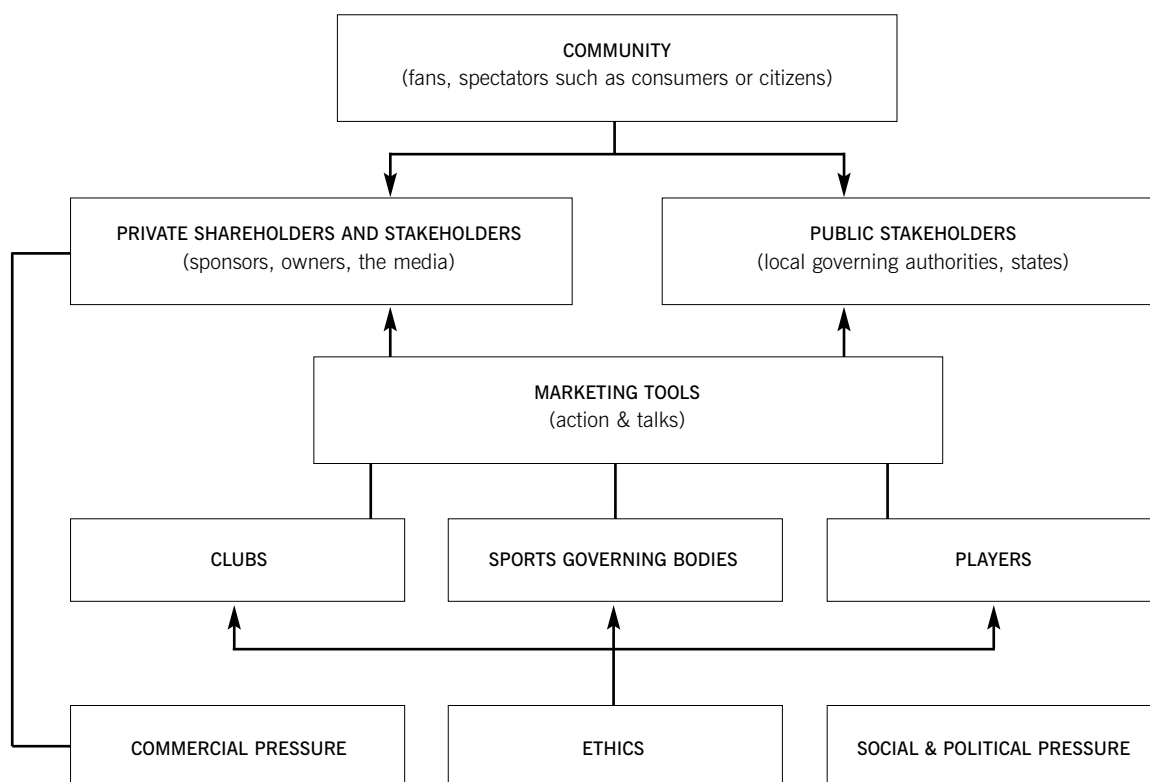 COMMUNITY
(fans, spectators such as consumers or citizens)
PRIVATE SHAREHOLDERS AND STAKEHOLDERS
(sponsors, owners, the media)
PUBLIC STAKEHOLDERS
(local governing authorities, states)
MARKETING TOOLS
(action & talks)
CLUBS
SPORTS GOVERNING BODIES
PLAYERS
COMMERCIAL PRESSURE
ETHICS
SOCIAL & POLITICAL PRESSURE